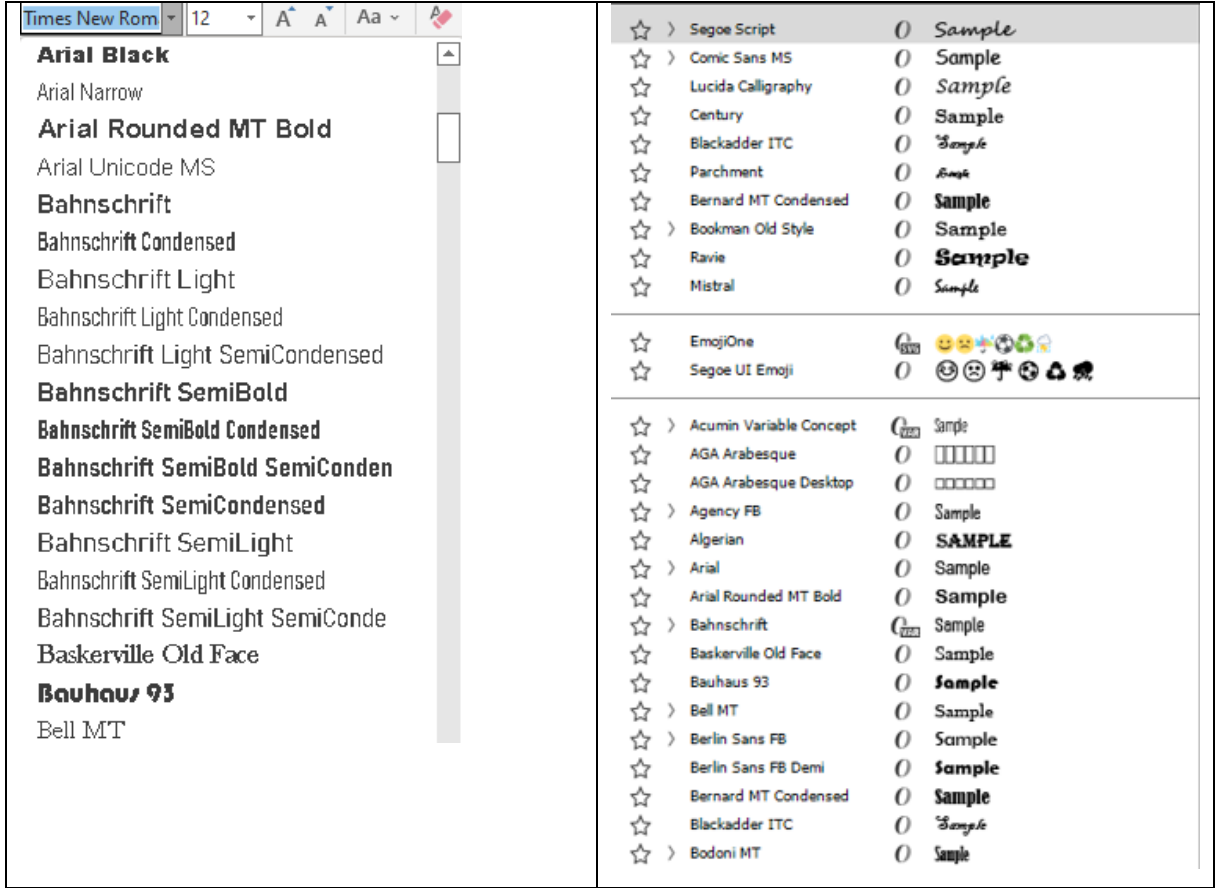 Times New Rom 12 A A Aa
Arial Black
Arial Narrow
Arial Rounded MT Bold
Arial Unicode MS
Bahnschrift
Bahnschrift Condensed
Bahnschrift Light
Bahnschrift Light Condensed
Bahnschrift Light SemiCondensed
Bahnschrift SemiBold
Bahnschrift SemiBold Condensed
Bahnschrift SemiBold SemiConden
Bahnschrift SemiCondensed
Bahnschrift SemiLight
Bahnschrift SemiLight Condensed
Bahnschrift SemiLight SemiConde
Baskerville Old Face
Bauhaus 93
Bell MT
Segoe Script O Sample
Comic Sans MS O Sample
Lucida Calligraphy O Sample
Century O Sample
Blackadder ITC O Sample
Parchment O Sample
Bernard MT Condensed O Sample
Bookman Old Style O Sample
Ravie O Sample
Mistral O Sample
EmojiOne
Segoe UI Emoji O
Acumin Variable Concept Sample
AGA Arabesque O
AGA Arabesque Desktop O
Agency FB O Sample
Algerian O SAMPLE
Arial O Sample
Arial Rounded MT Bold O Sample
Bahnschrift Sample
Baskerville Old Face O Sample
Bauhaus 93 O Sample
Bell MT O Sample
Berlin Sans FB O Sample
Berlin Sans FB Demi O Sample
Bernard MT Condensed O Sample
Blackadder ITC O Sample
Bodoni MT O Sample